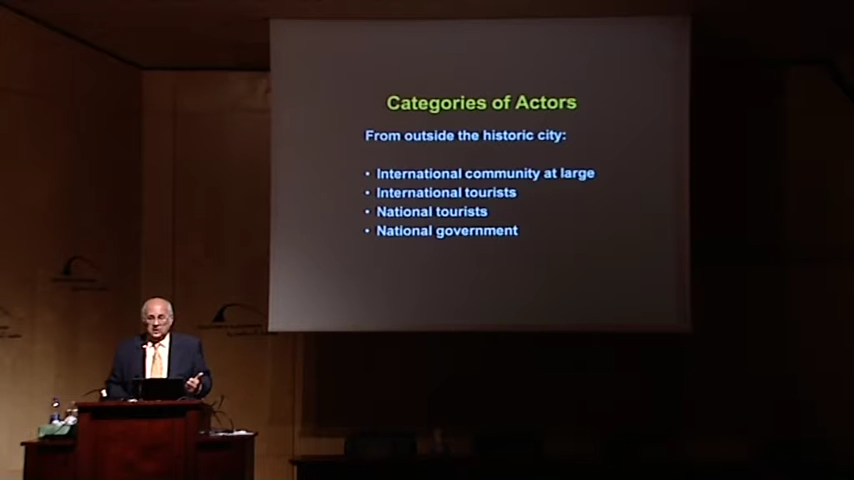 Categories of Actors
From outside the historic city:
• International community at large
• International tourists
• National tourists
• National government